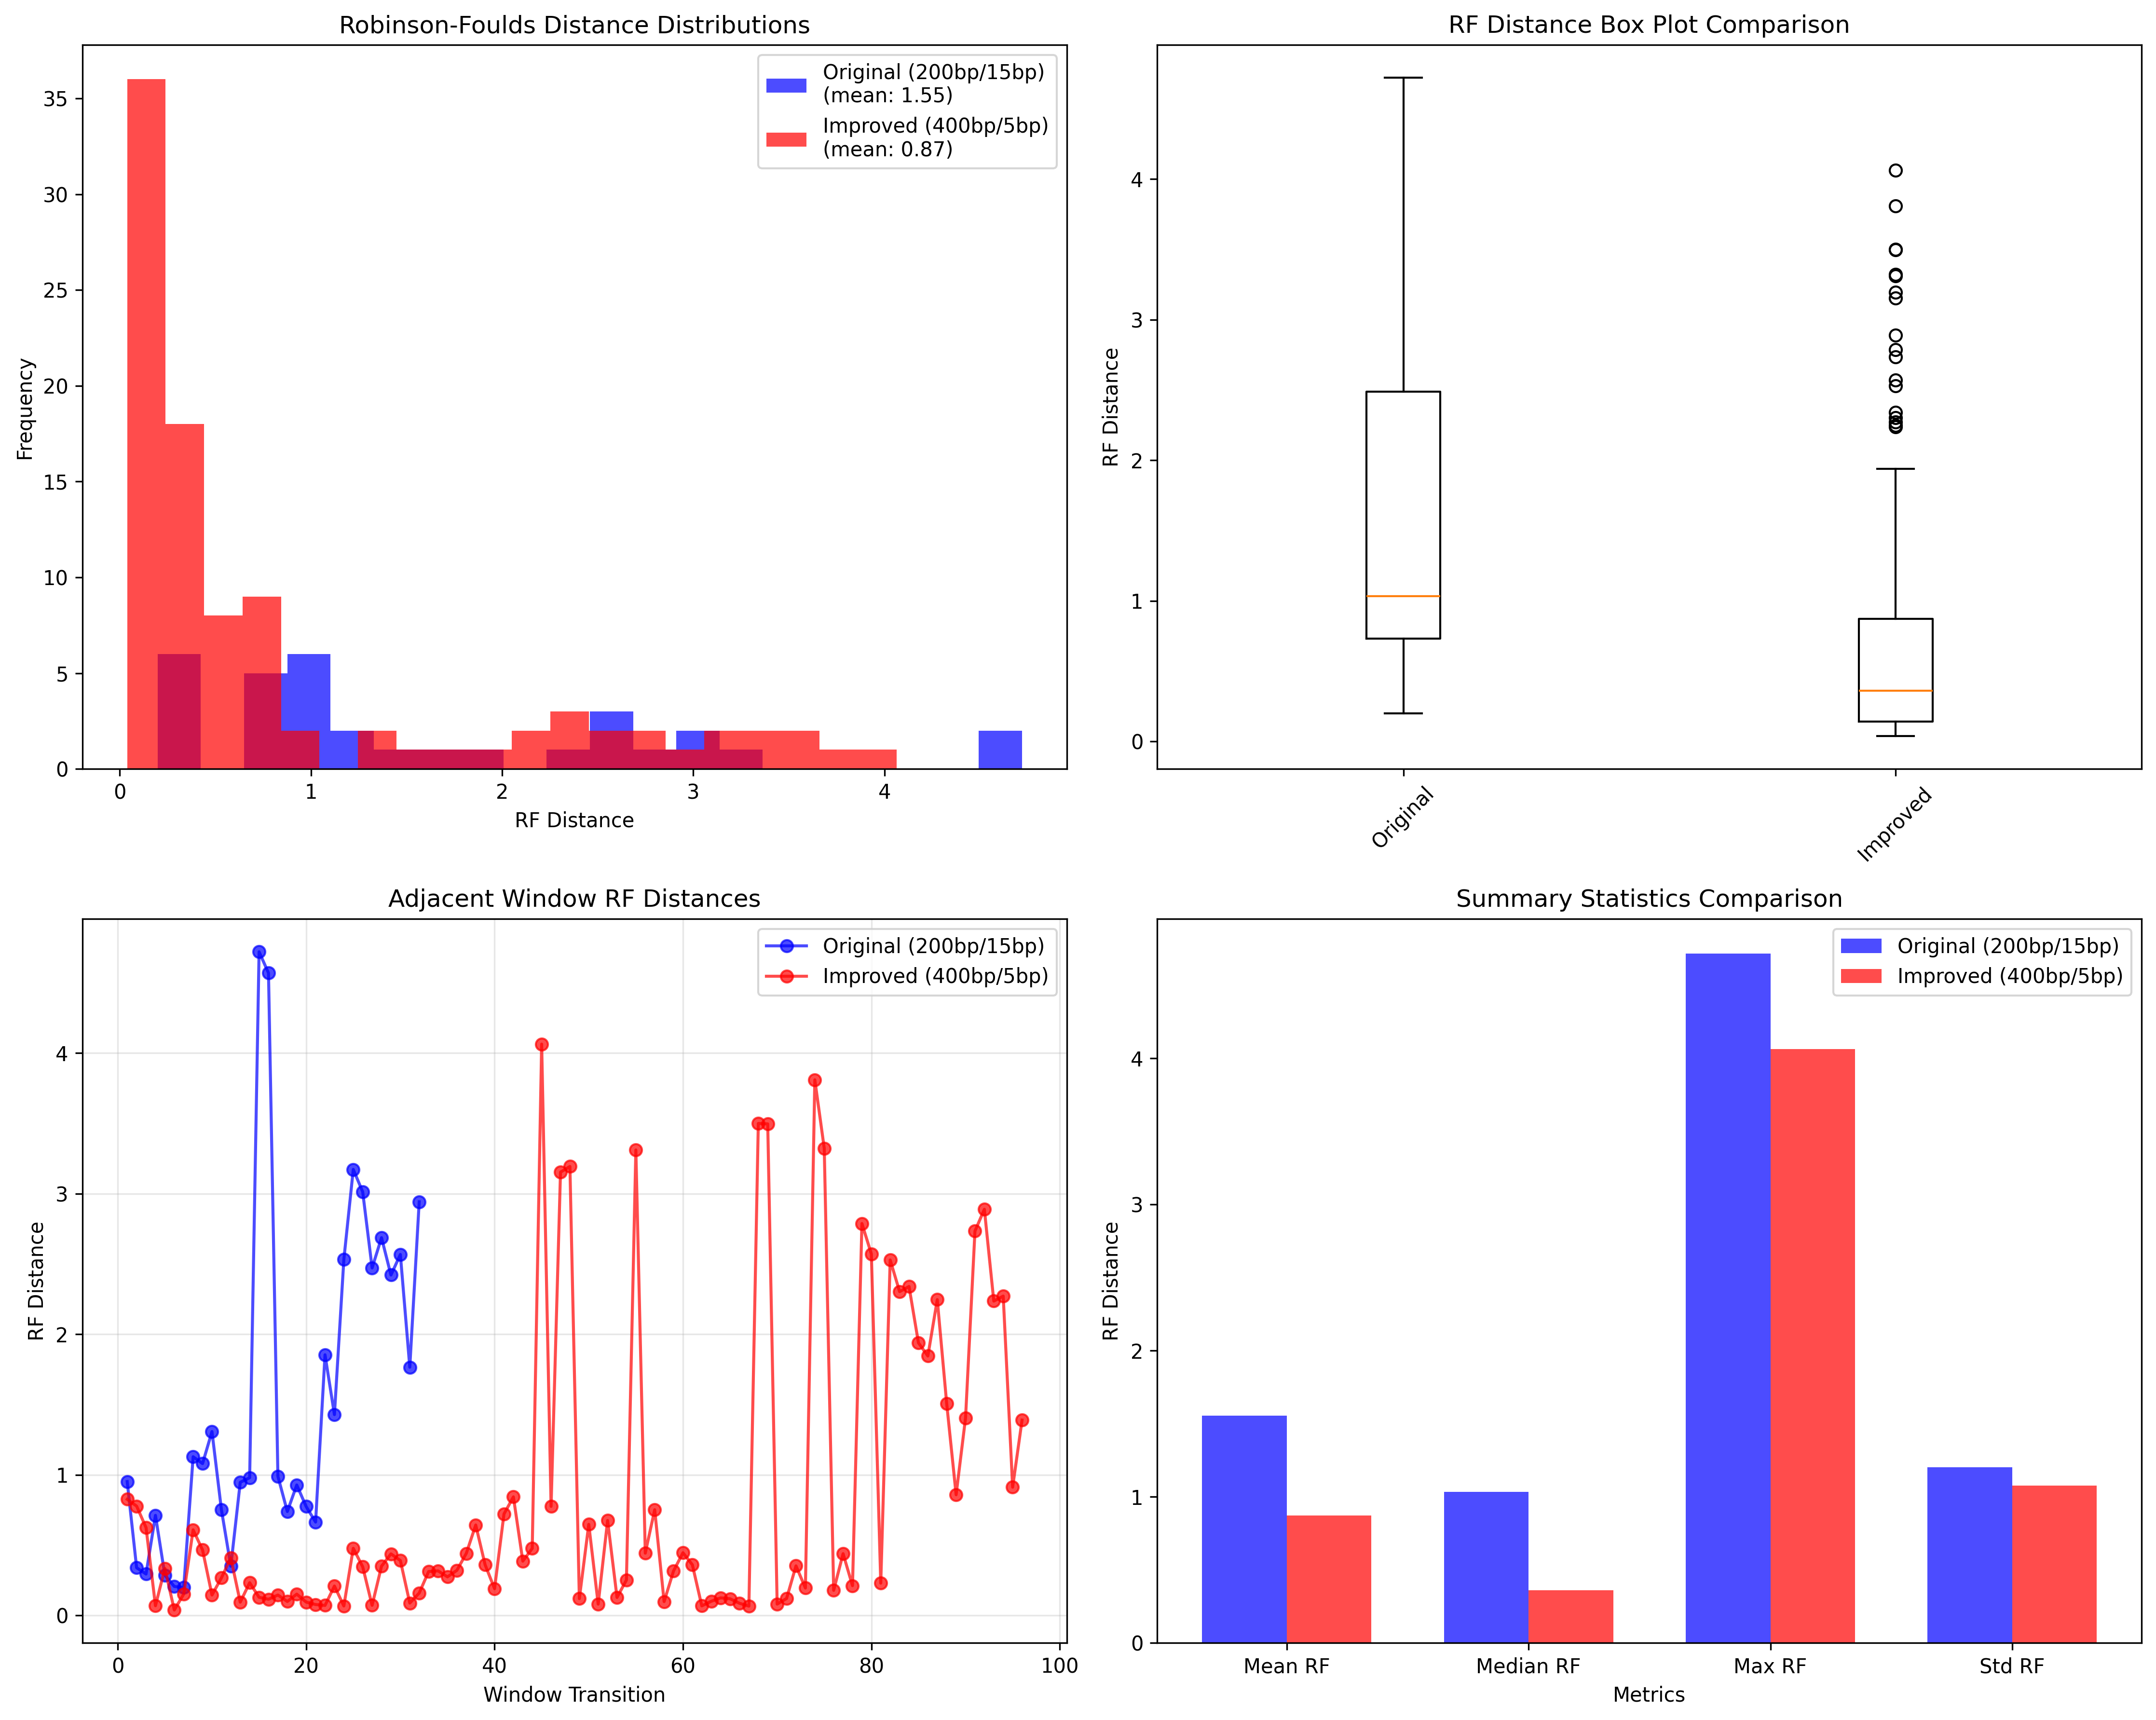 Robinson-Foulds Distance Distributions
Frequency
35
30
25
20
15
10
5
0
0 1 2 3 4
RF Distance
Original (200bp/15bp)
(mean: 1.55)
Improved (400bp/5bp)
(mean: 0.87)
RF Distance Box Plot Comparison
RF Distance
4
3
2
1
0
Original
Improved
Adjacent Window RF Distances
RF Distance
4
3
2
1
0
0 20 40 60 80 100
Window Transition
Original (200bp/15bp)
Improved (400bp/5bp)
Summary Statistics Comparison
RF Distance
4
3
2
1
0
Mean RF Median RF Max RF Std RF
Metrics
Original (200bp/15bp)
Improved (400bp/5bp)